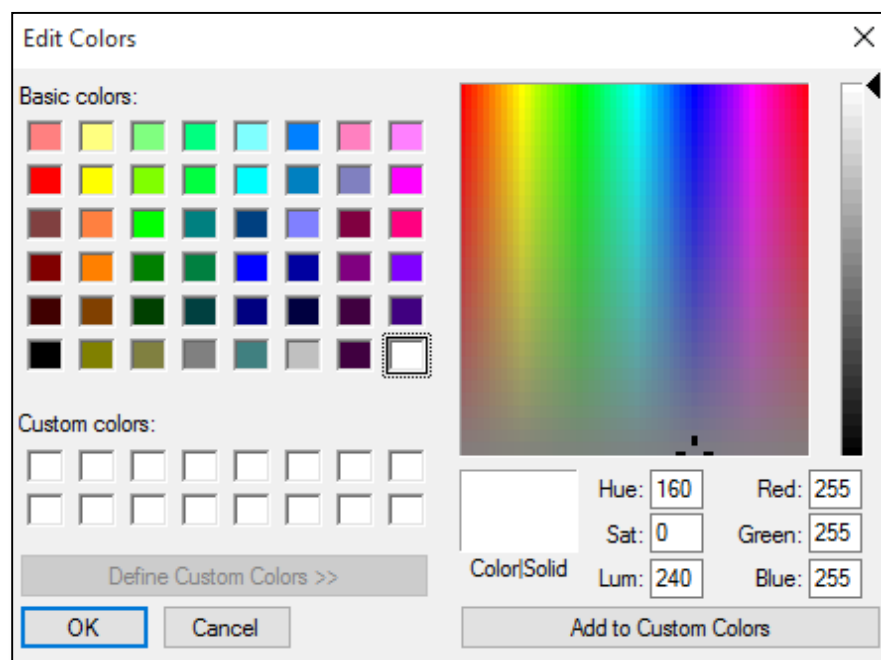 Edit Colors
Basic colors:
Custom colors:
Define Custom Colors >>
OK Cancel
Color|Solid
Hue: 160 Red: 255
Sat: 0 Green: 255
Lum: 240 Blue: 255
Add to Custom Colors